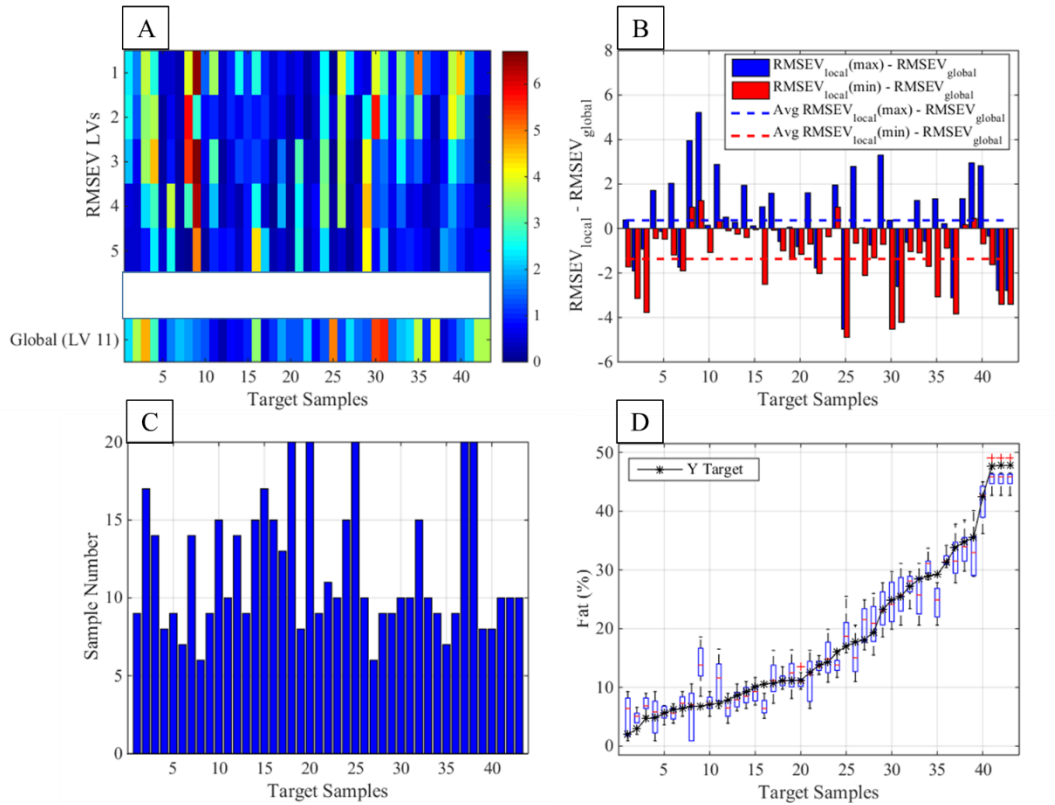 A
RMSEV LVs
1
2
3
4
5
Global (LV 11)
5 10 15 20 25 30 35 40
Target Samples
6
5
4
3
2
1
0
B
RMSEVlocal - RMSEVglobal
8
6
4
2
0
-2
-4
-6
RMSEVlocal(max) - RMSEVglobal
RMSEVlocal(min) - RMSEVglobal
Avg RMSEVlocal(max) - RMSEVglobal
Avg RMSEVlocal(min) - RMSEVglobal
5 10 15 20 25 30 35 40
Target Samples
C
Sample Number
20
15
10
5
0
5 10 15 20 25 30 35 40
Target Samples
D
Fat (%)
50
40
30
20
10
0
Y Target
5 10 15 20 25 30 35 40
Target Samples